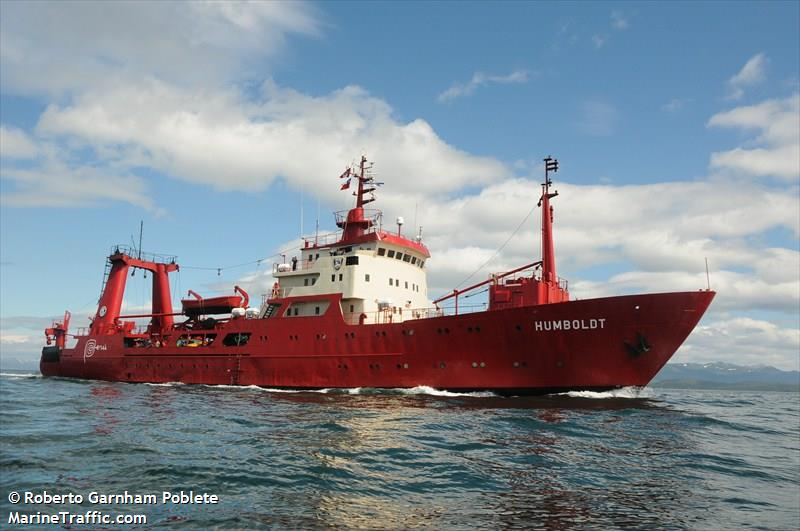 HUMBOLDT
© Roberto Garnham Poblete
MarineTraffic.com